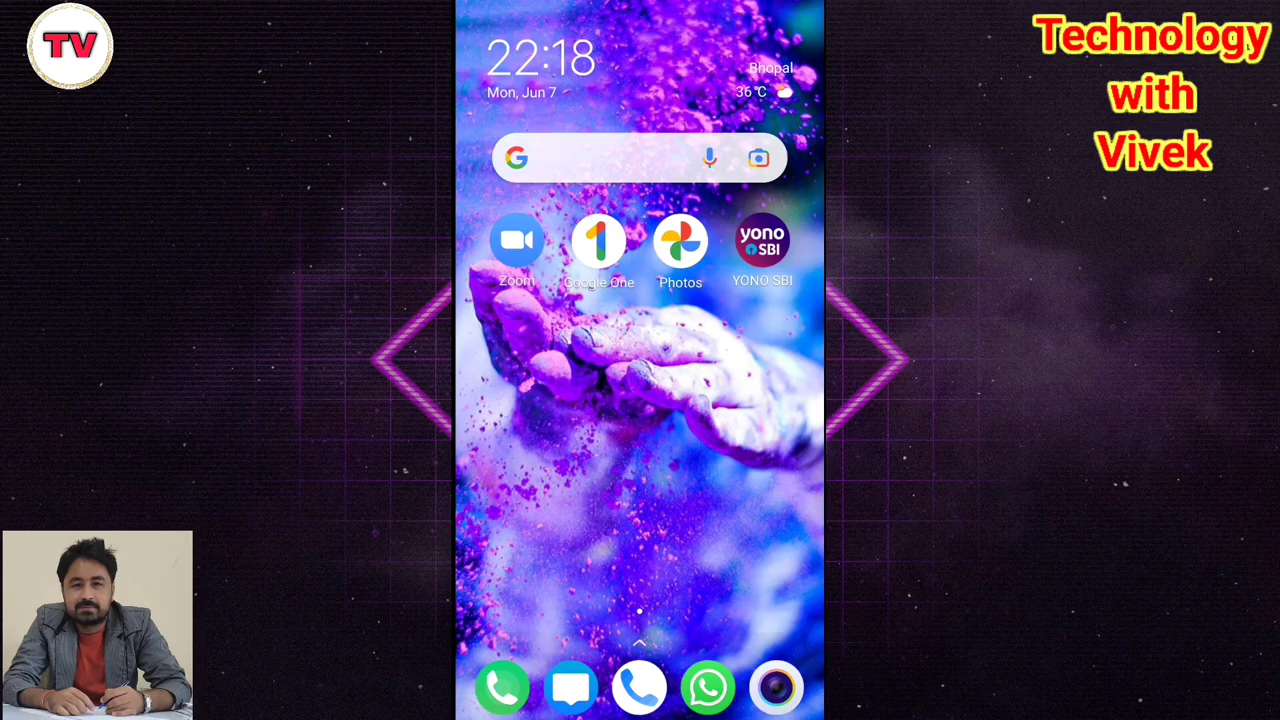 TV
Technology
with
Vivek
22:18
Mon, Jun 7
Bhopal
36 °C
G
Zoom
1
Google One
Photos
yono
SBI
YONO SBI